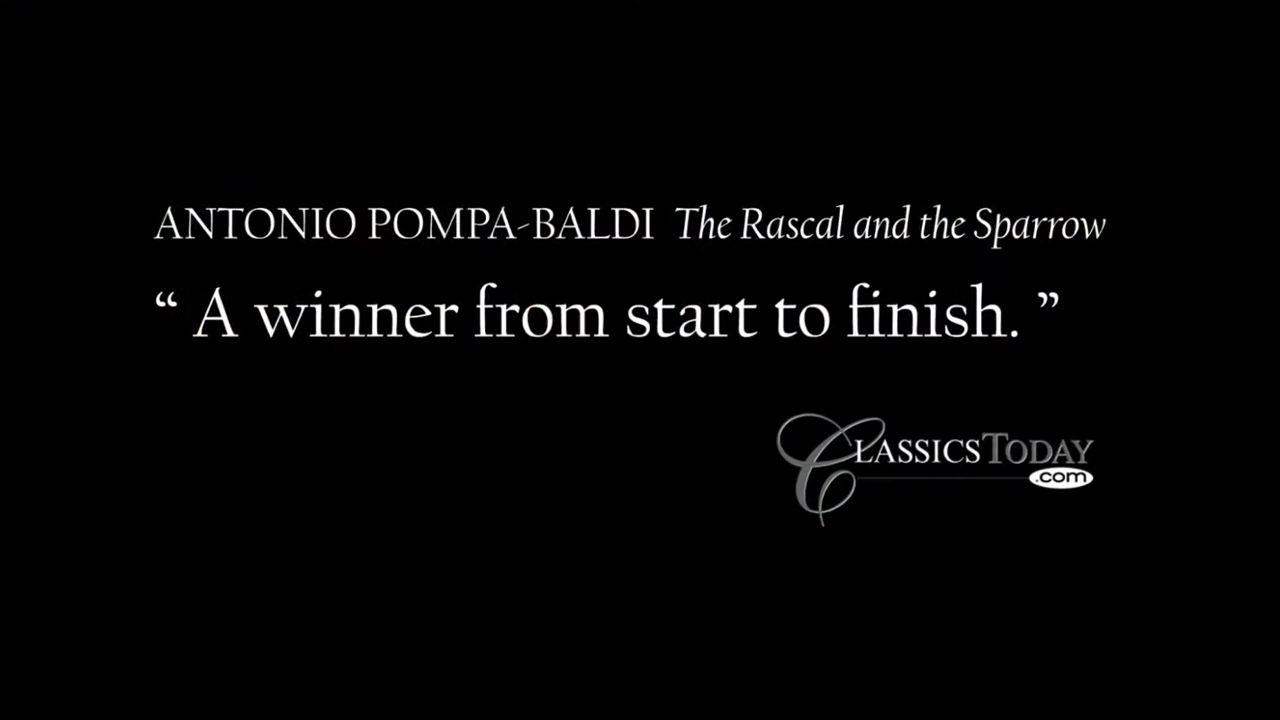 ANTONIO POMPA-BALDI The Rascal and the Sparrow
“ A winner from start to finish. ”
CLASSICSTODAY
.com